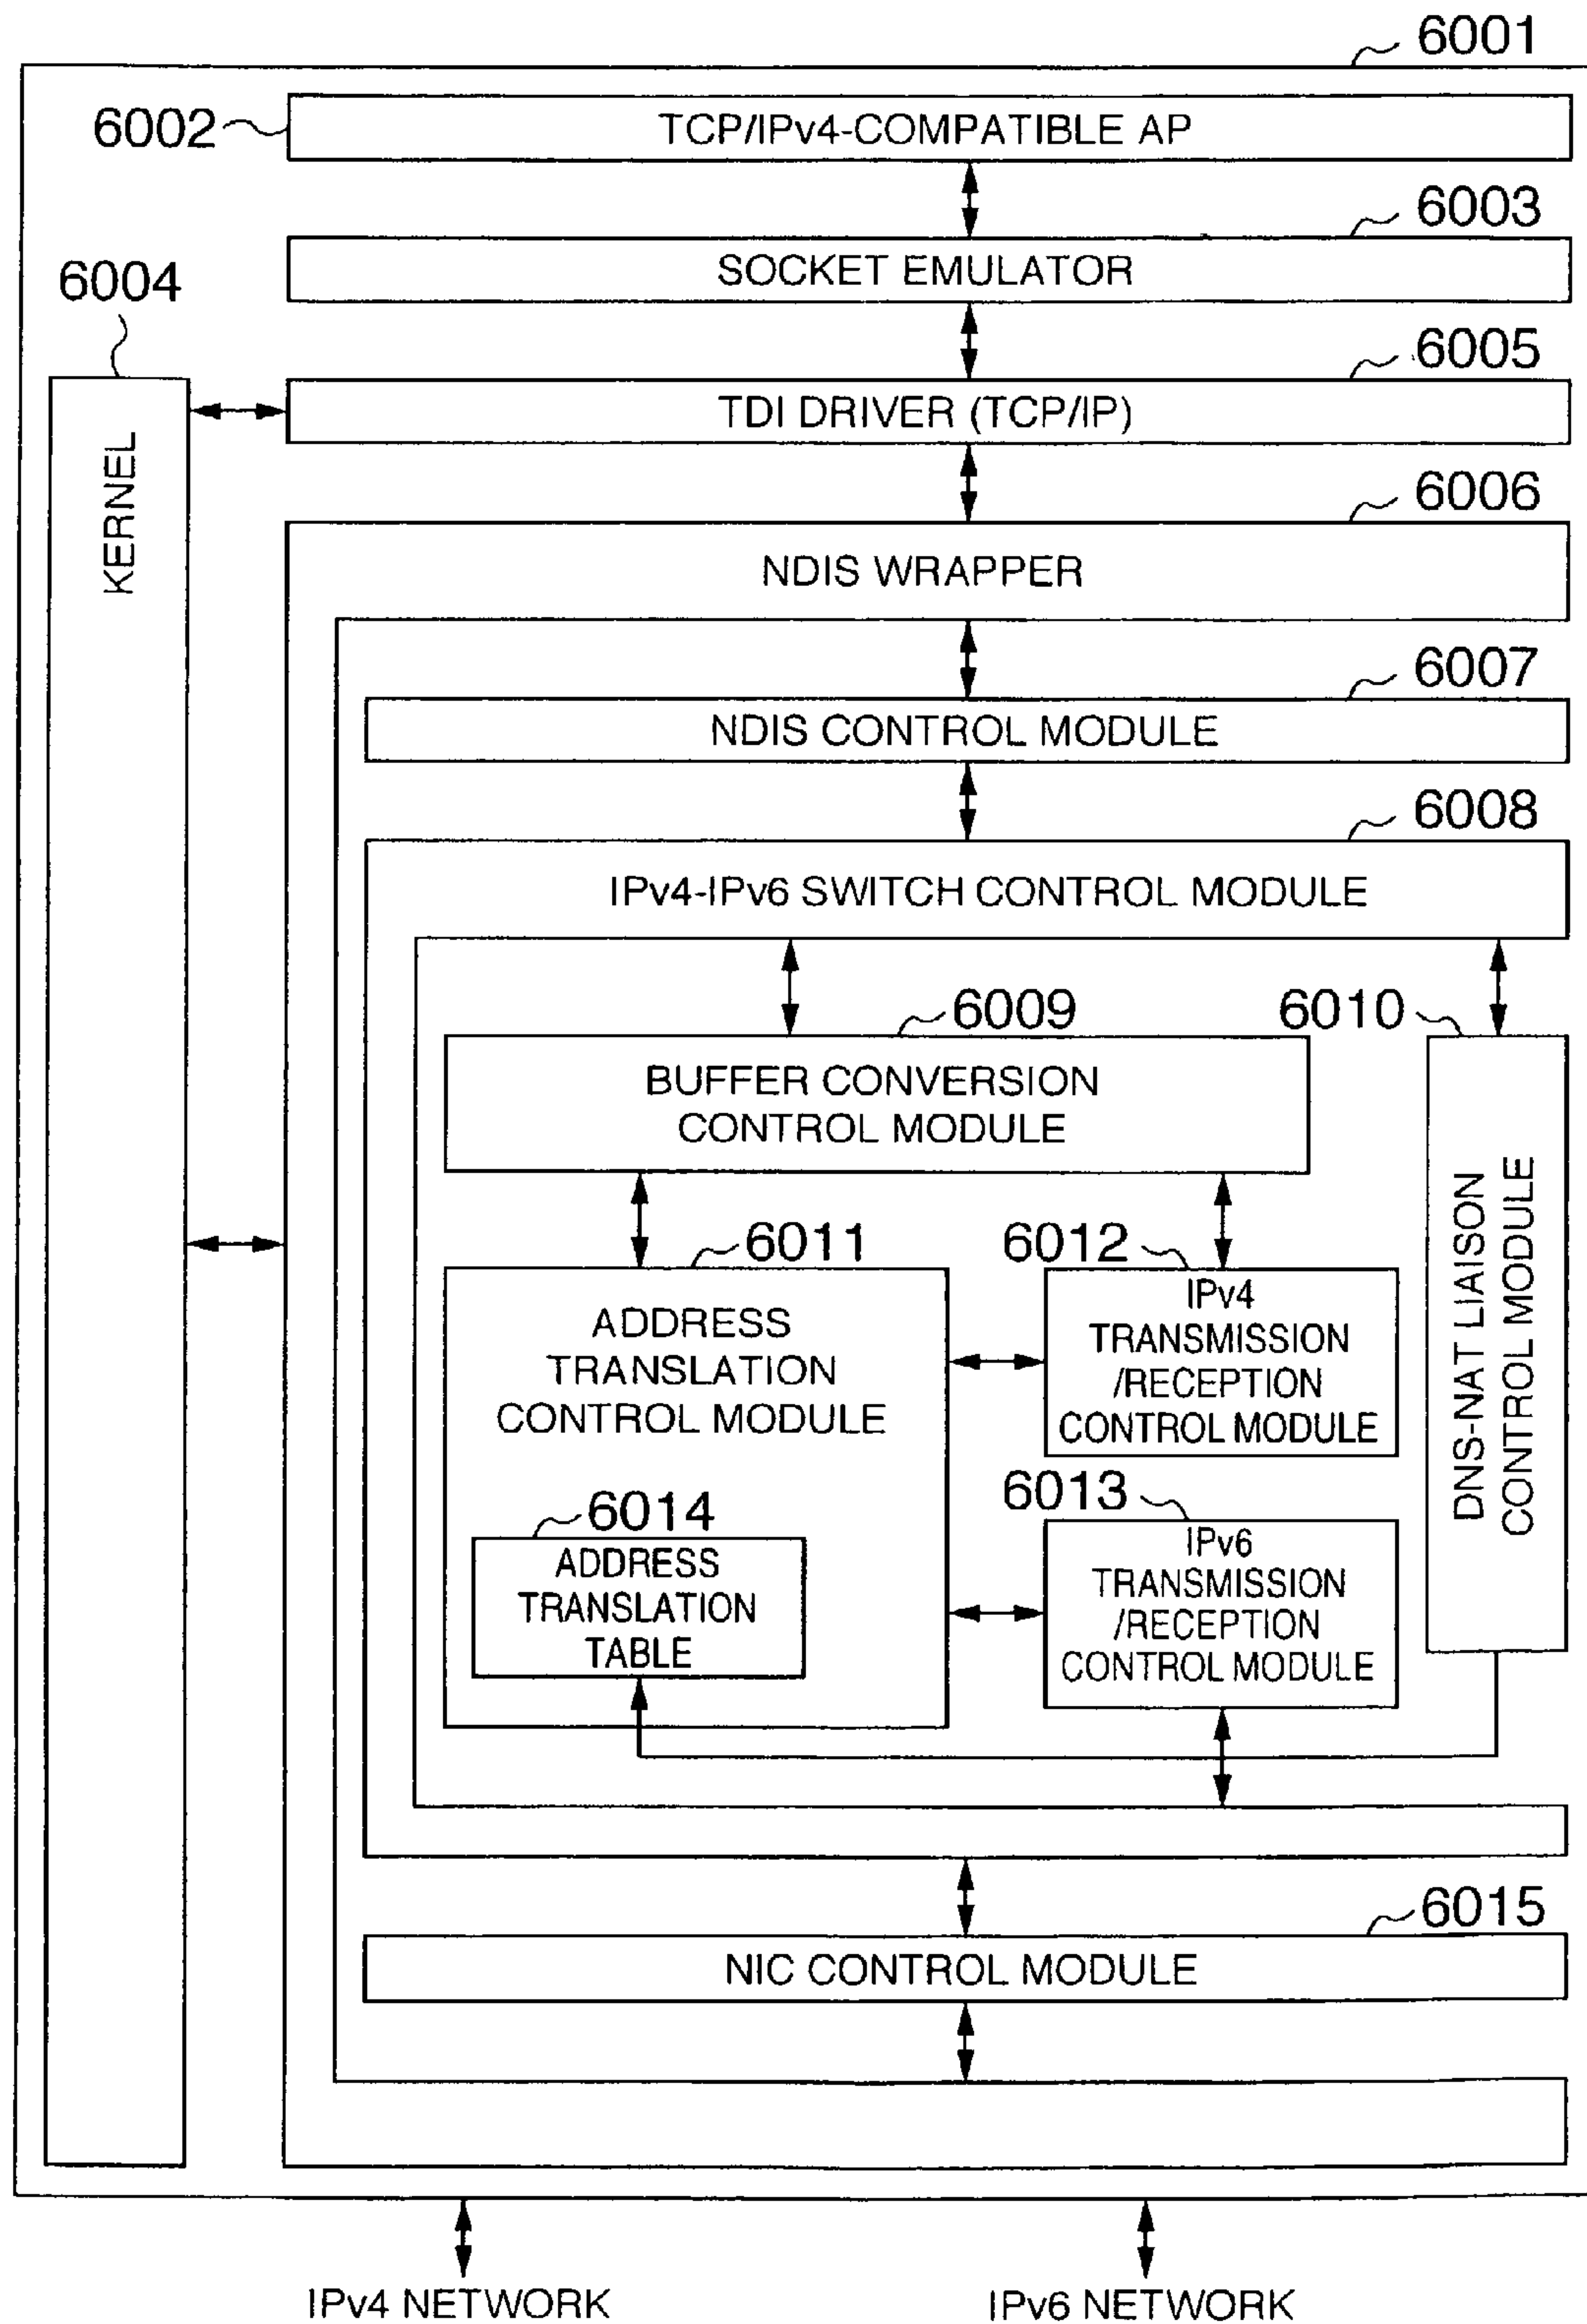 6001
6002
TCP/IPv4-COMPATIBLE AP
6003
SOCKET EMULATOR
6004
6005
TDI DRIVER (TCP/IP)
KERNEL
6006
NDIS WRAPPER
6007
NDIS CONTROL MODULE
6008
IPv4-IPv6 SWITCH CONTROL MODULE
6009
BUFFER CONVERSION
CONTROL MODULE
6010
DNS-NAT LIAISON
CONTROL MODULE
6011
ADDRESS
TRANSLATION
CONTROL MODULE
6012
IPv4
TRANSMISSION
/RECEPTION
CONTROL MODULE
6013
IPv6
TRANSMISSION
/RECEPTION
CONTROL MODULE
6014
ADDRESS
TRANSLATION
TABLE
6015
NIC CONTROL MODULE
IPv4 NETWORK
IPv6 NETWORK